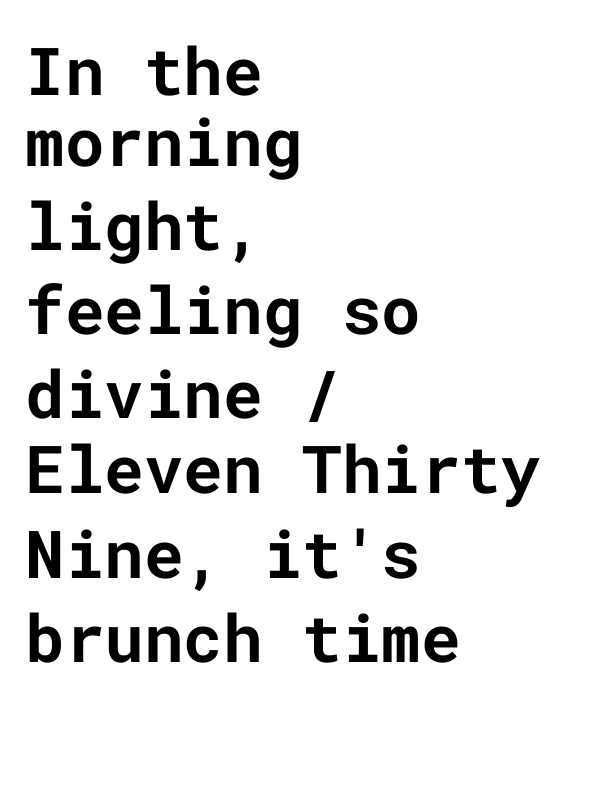 In the
morning
light,
feeling so
divine /
Eleven Thirty
Nine, it's
brunch time